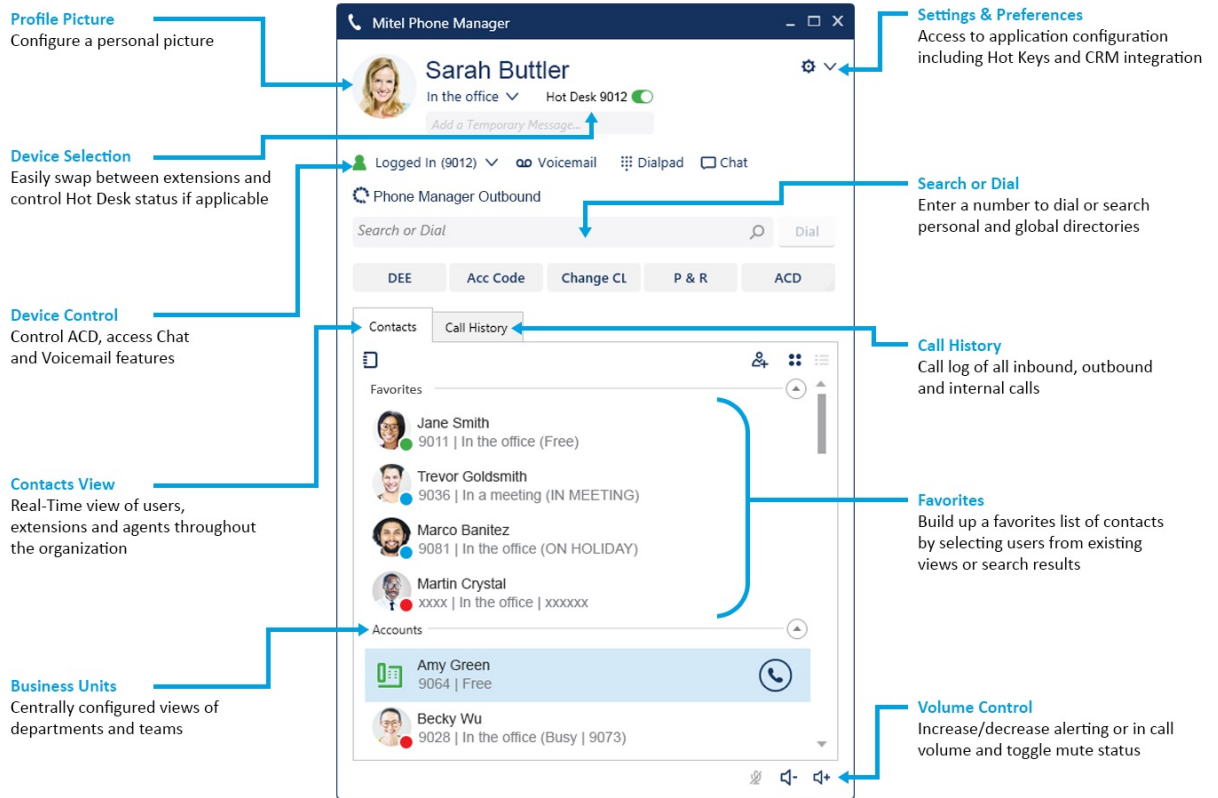 Profile Picture
Configure a personal picture
Device Selection
Easily swap between extensions and
control Hot Desk status if applicable
Device Control
Control ACD, access Chat
and Voicemail features
Contacts View
Real-Time view of users,
extensions and agents throughout
the organization
Business Units
Centrally configured views of
departments and teams
Mitel Phone Manager
Sarah Buttler
In the office Hot Desk 9012
Add a Temporary Message...
Logged In (9012) Voicemail Dialpad Chat
Phone Manager Outbound
Search or Dial Dial
DEE Acc Code Change CL P & R ACD
Contacts Call History
Favorites
Jane Smith
9011 | In the office (Free)
Trevor Goldsmith
9036 | In a meeting (IN MEETING)
Marco Banitez
9081 | In the office (ON HOLIDAY)
Martin Crystal
xxxx | In the office | xxxxxx
Accounts
Amy Green
9064 | Free
Becky Wu
9028 | In the office (Busy | 9073)
Settings & Preferences
Access to application configuration
including Hot Keys and CRM integration
Search or Dial
Enter a number to dial or search
personal and global directories
Call History
Call log of all inbound, outbound
and internal calls
Favorites
Build up a favorites list of contacts
by selecting users from existing
views or search results
Volume Control
Increase/decrease alerting or in call
volume and toggle mute status